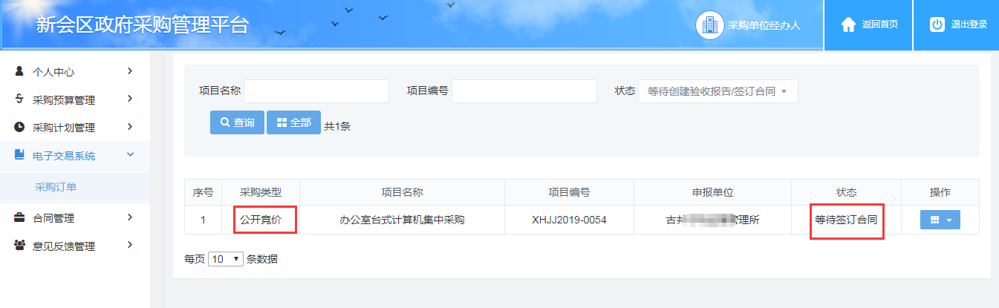 新会区政府采购管理平台
采购单位经办人
返回首页
退出登录
个人中心
采购预算管理
采购计划管理
电子交易系统
采购订单
合同管理
意见反馈管理
项目名称 项目编号 状态 等待创建验收报告/签订合同
查询 全部 共1条
序号 采购类型 项目名称 项目编号 申报单位 状态 操作
1 公开竞价 办公室台式计算机集中采购 XHJJ2019-0054 古 管理所 等待签订合同
每页 10 条数据